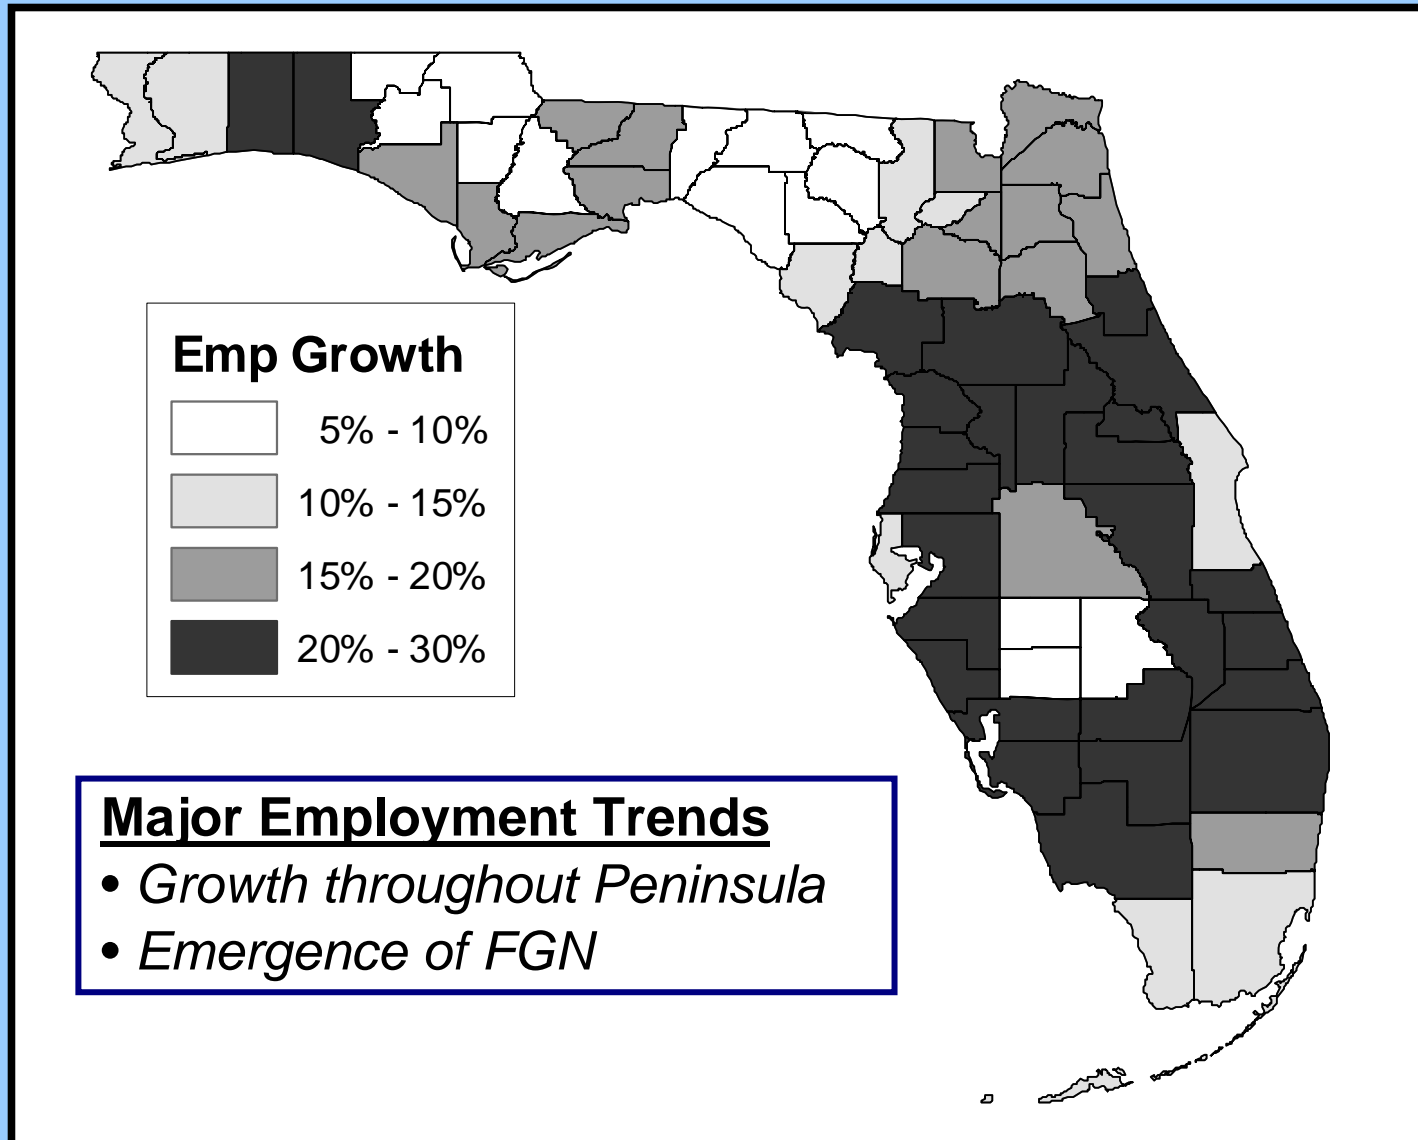 Emp Growth
5% - 10%
10% - 15%
15% - 20%
20% - 30%
Major Employment Trends
• Growth throughout Peninsula
• Emergence of FGN